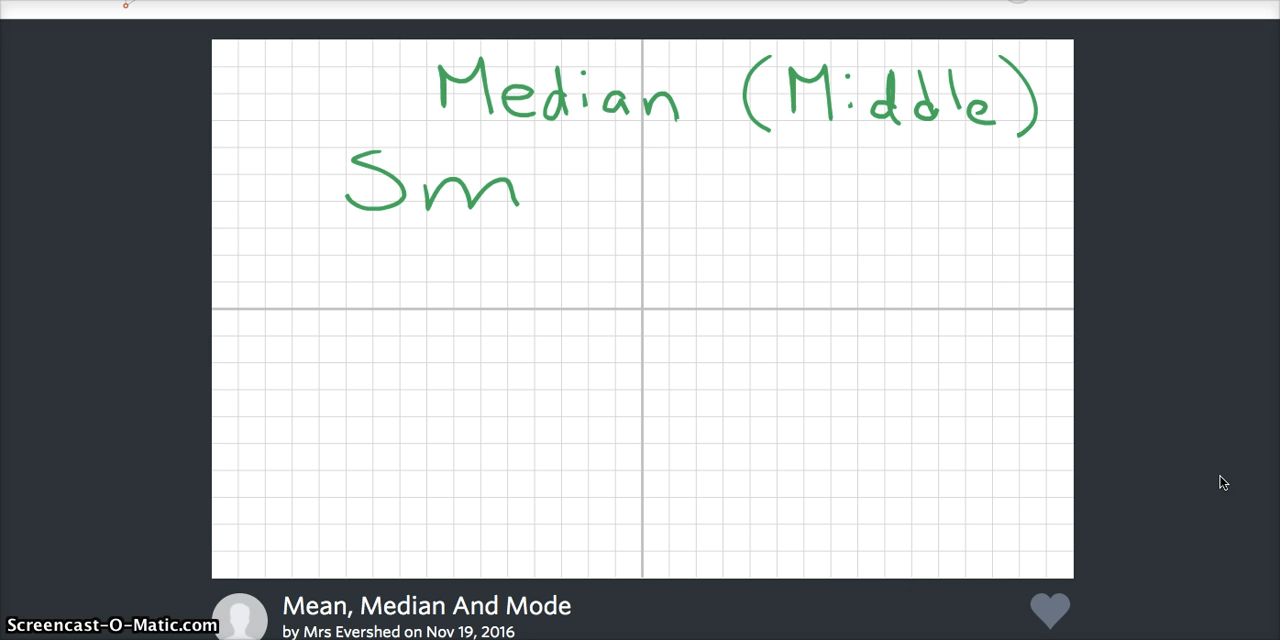 Median (Middle)
Sm
Mean, Median And Mode
by Mrs Evershed on Nov 19, 2016
Screencast-O-Matic.com